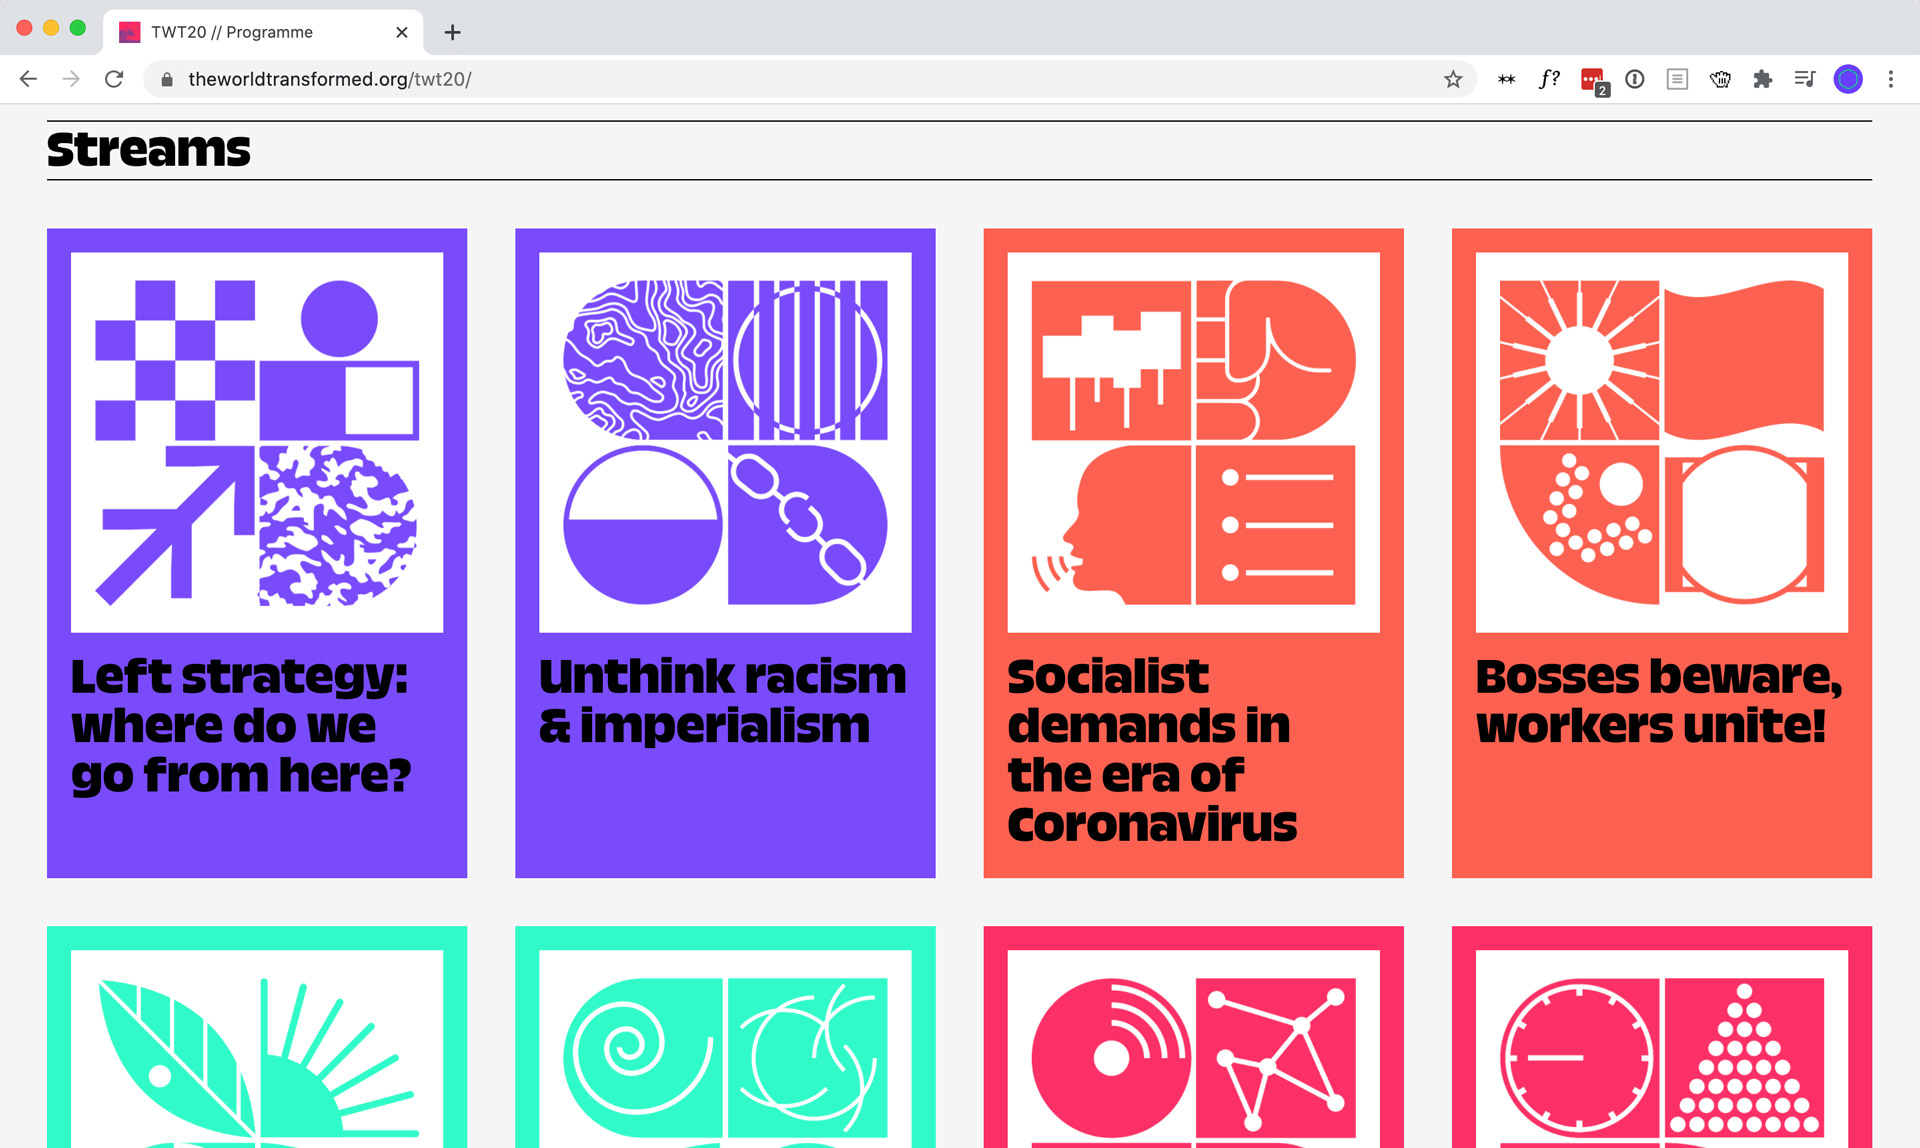 TWT20 // Programme
theworldtransformed.org/twt20/
f?
2
Streams
Left strategy:
where do we
go from here?
Unthink racism
& imperialism
Socialist
demands in
the era of
Coronavirus
Bosses beware,
workers unite!